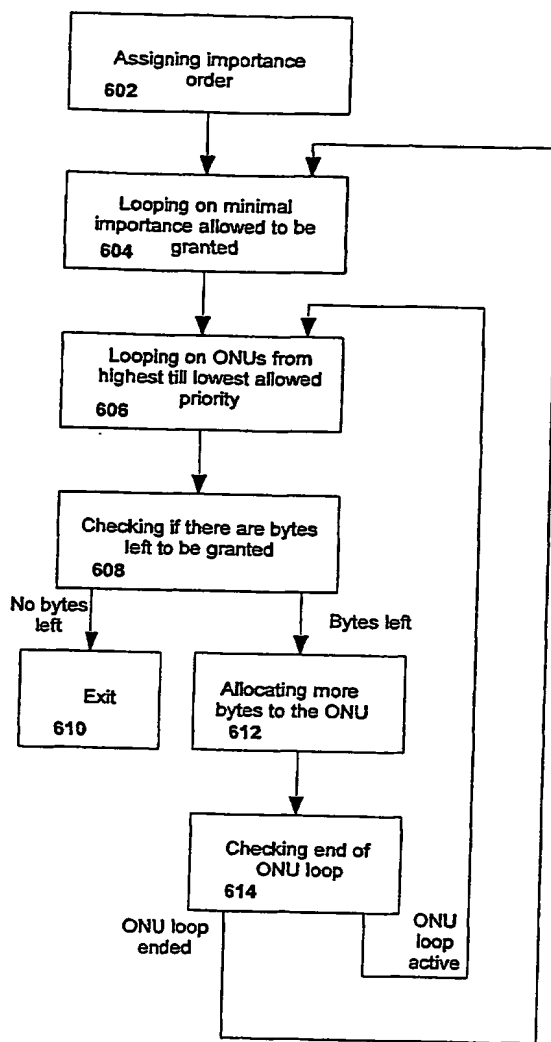 Assigning importance
order
602
Looping on minimal
importance allowed to be
granted
604
Looping on ONUs from
highest till lowest allowed
priority
606
Checking if there are bytes
left to be granted
608
No bytes
left
Bytes left
Exit
610
Allocating more
bytes to the ONU
612
Checking end of
ONU loop
614
ONU loop
ended
ONU
loop
active